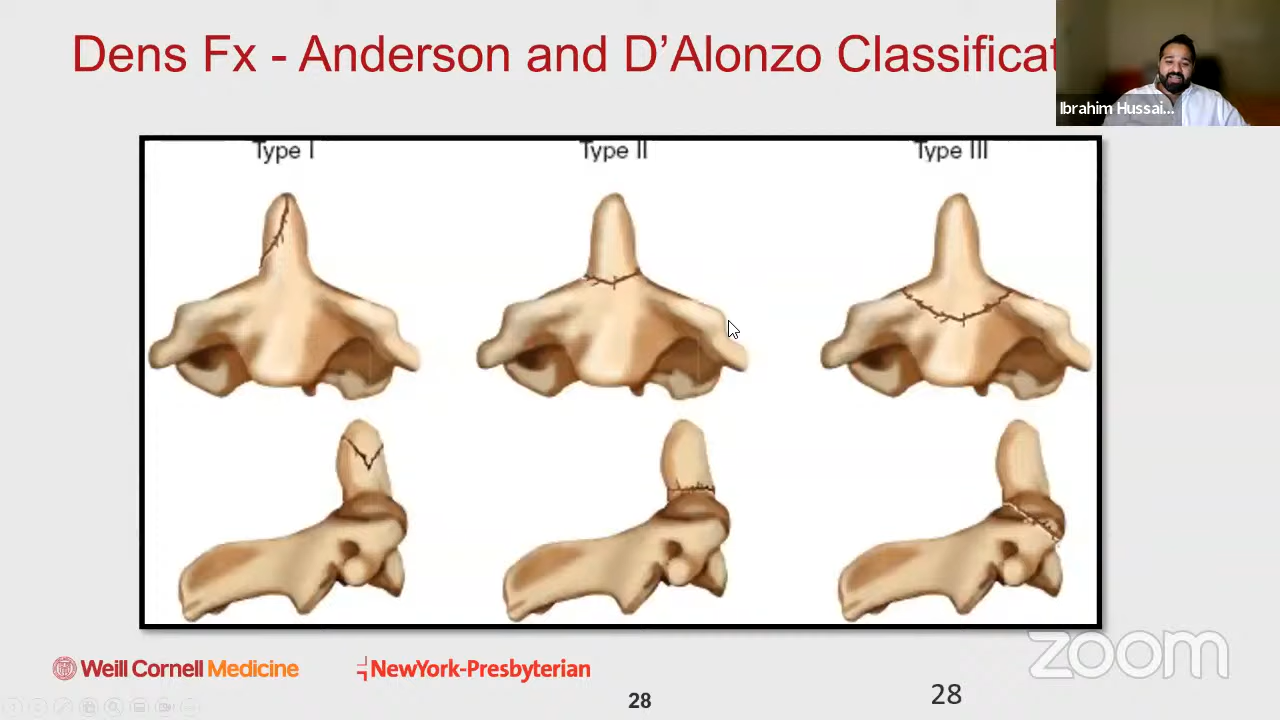 Dens Fx - Anderson and D’Alonzo Classificat
Ibrahim Hussai...
Type I Type II Type III
Weill Cornell Medicine NewYork-Presbyterian
zoom
28 28